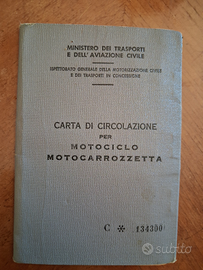 MINISTERO DEI TRASPORTI
E DELL'AVIAZIONE CIVILE
ISPETTORATO GENERALE DELLA MOTORIZZAZIONE CIVILE
E DEI TRASPORTI IN CONCESSIONE
CARTA DI CIRCOLAZIONE
PER
MOTOCICLO
MOTOCARROZZETTA
C * 134300
subito